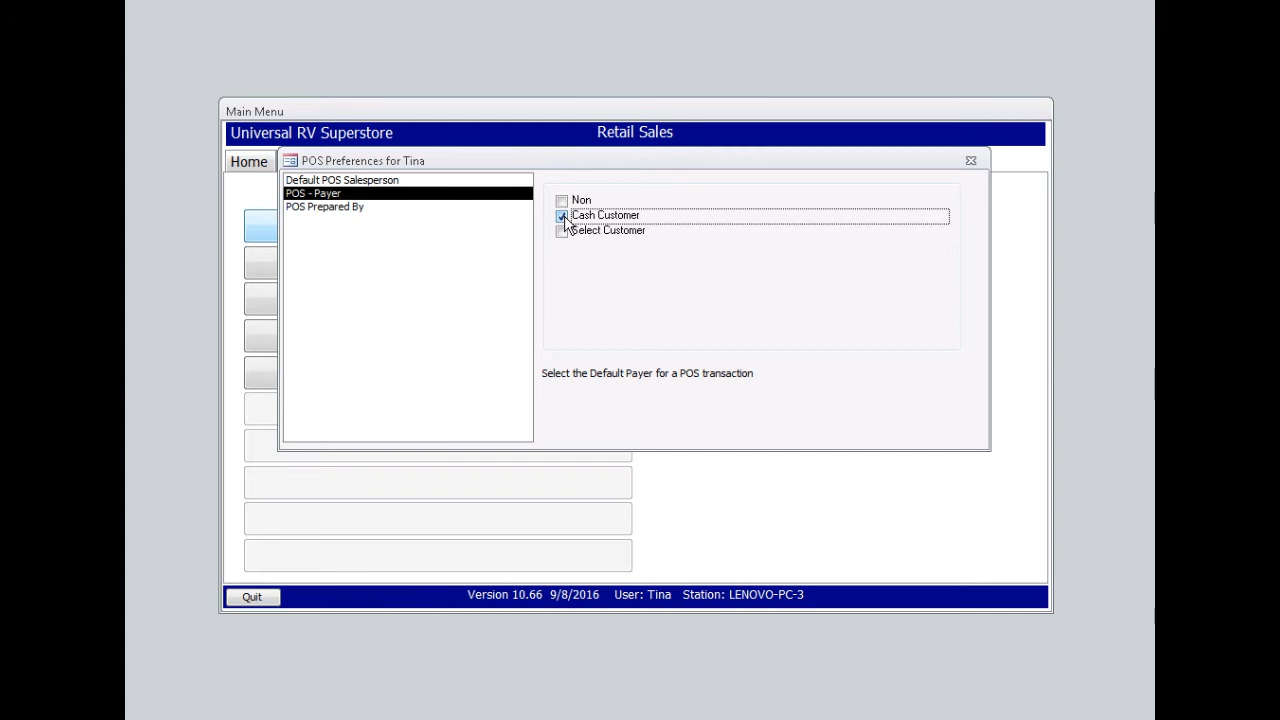 Main Menu
Universal RV Superstore Retail Sales
Home
POS Preferences for Tina
Default POS Salesperson
POS - Payer
POS Prepared By
Non
Cash Customer
Select Customer
Select the Default Payer for a POS transaction
Quit Version 10.66 9/8/2016 User: Tina Station: LENOVO-PC-3